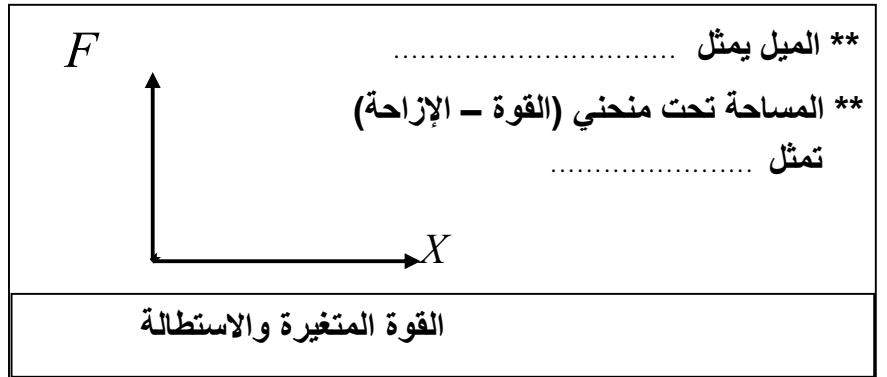 F
** الميل يمثل ................................
** المساحة تحت منحني (القوة – الإزاحة)
تمثل .......................
X
القوة المتغيرة والاستطالة